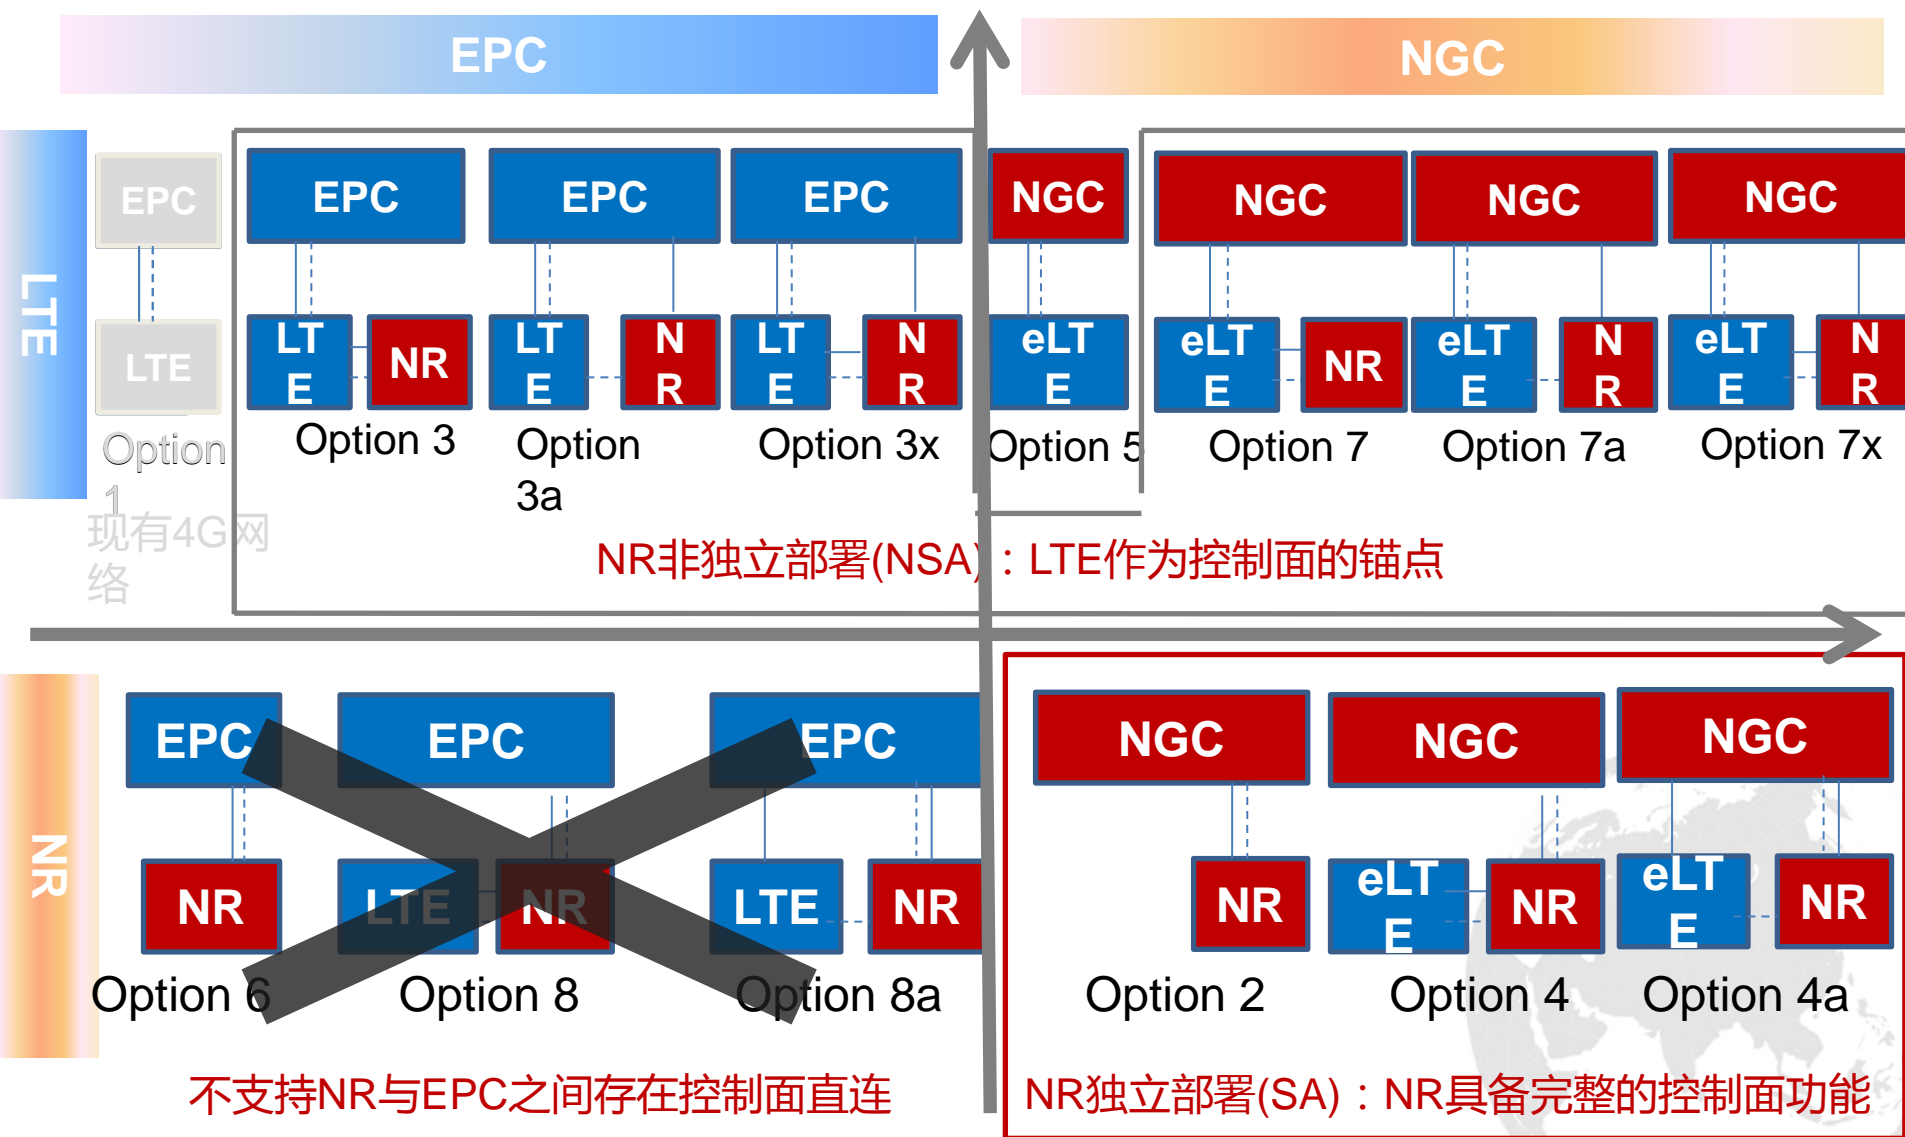 EPC
NGC
LTE
EPC
EPC
EPC
EPC
NGC
NGC
NGC
NGC
LTE
LT
E
NR
LT
E
N
R
LT
E
N
R
eLT
E
eLT
E
NR
eLT
E
N
R
eLT
E
N
R
Option
1
Option 3
Option
3a
Option 3x
Option 5
Option 7
Option 7a
Option 7x
现有4G网
络
NR非独立部署(NSA)：LTE作为控制面的锚点
NR
EPC
EPC
EPC
NGC
NGC
NGC
NR
LTE
NR
LTE
NR
NR
eLT
E
NR
eLT
E
NR
Option 6
Option 8
Option 8a
Option 2
Option 4
Option 4a
不支持NR与EPC之间存在控制面直连
NR独立部署(SA)：NR具备完整的控制面功能